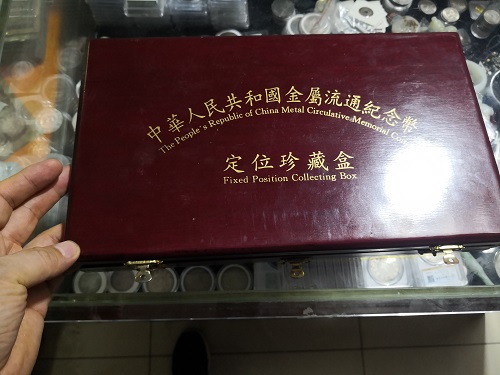 中華人民共和國金屬流通紀念幣
The People's Republic of China Metal Circulative Memorial
定位珍藏盒
Fixed Position Collecting Box